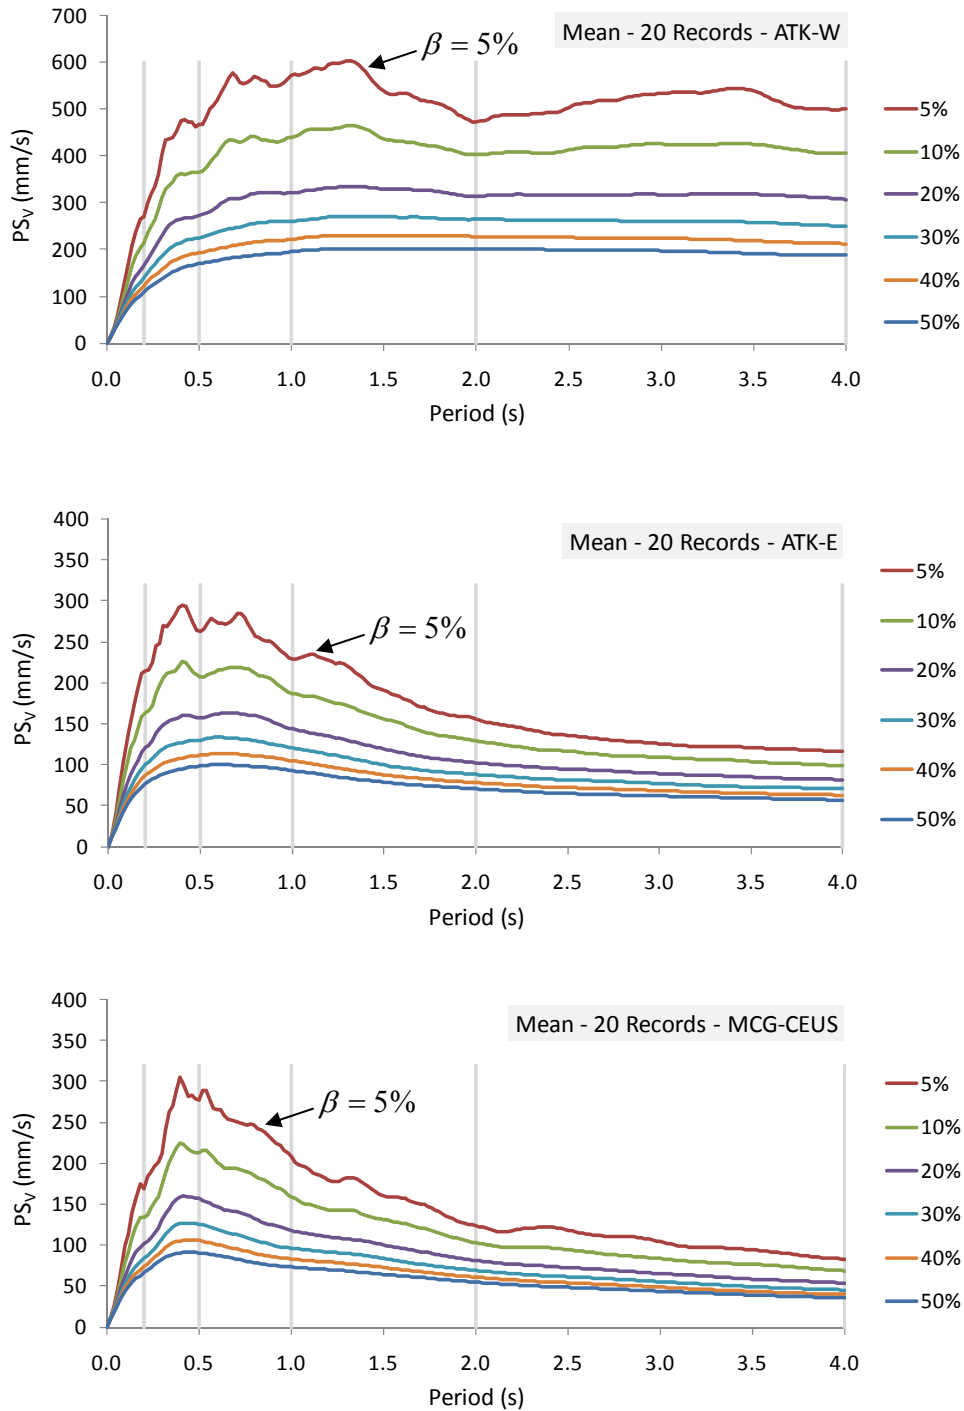 Mean - 20 Records - ATK-W
β = 5%
PSV (mm/s)
700
600
500
400
300
200
100
0
0.0 0.5 1.0 1.5 2.0 2.5 3.0 3.5 4.0
Period (s)
5%
10%
20%
30%
40%
50%
Mean - 20 Records - ATK-E
β = 5%
PSV (mm/s)
400
350
300
250
200
150
100
50
0
0.0 0.5 1.0 1.5 2.0 2.5 3.0 3.5 4.0
Period (s)
5%
10%
20%
30%
40%
50%
Mean - 20 Records - MCG-CEUS
β = 5%
PSV (mm/s)
400
350
300
250
200
150
100
50
0
0.0 0.5 1.0 1.5 2.0 2.5 3.0 3.5 4.0
Period (s)
5%
10%
20%
30%
40%
50%